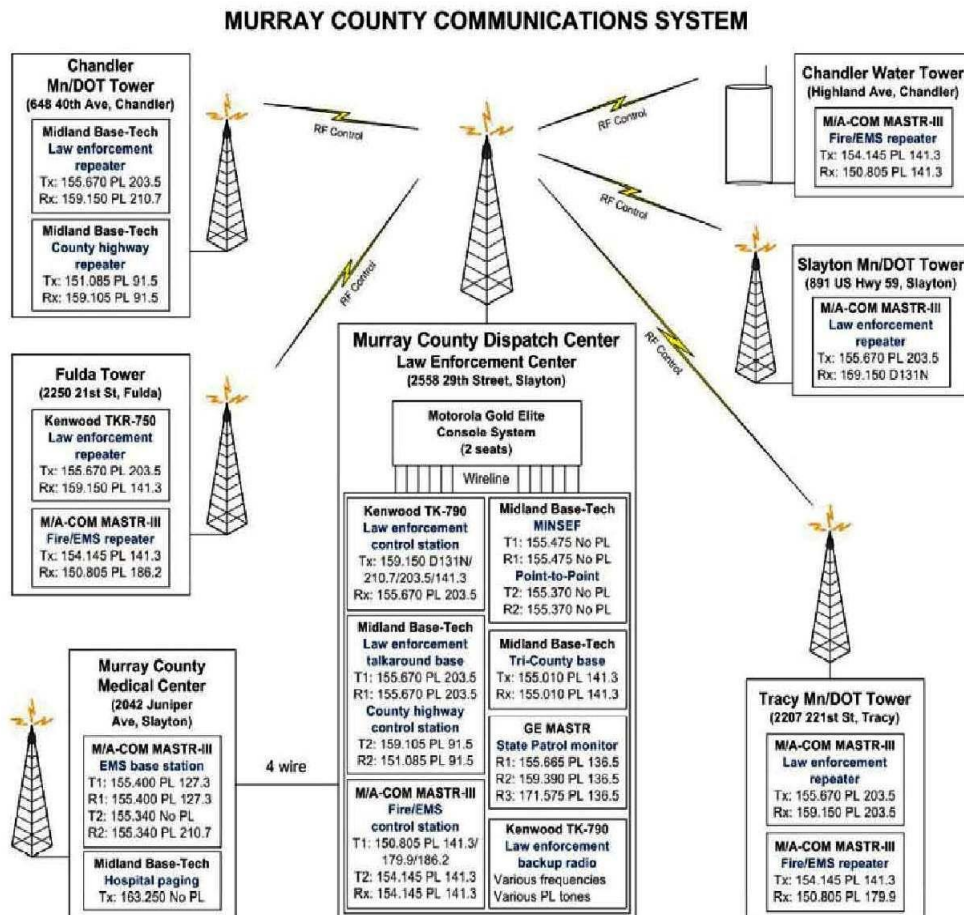 MURRAY COUNTY COMMUNICATIONS SYSTEM
Chandler
Mn/DOT Tower
(648 40th Ave, Chandler)
Midland Base-Tech
Law enforcement
repeater
Tx: 155.670 PL 203.5
Rx: 159.150 PL 210.7
Midland Base-Tech
County highway
repeater
Tx: 151.085 PL 91.5
Rx: 159.105 PL 91.5
RF Control
RF Control
RF Control
RF Control
RF Control
Chandler Water Tower
(Highland Ave, Chandler)
M/A-COM MASTR-III
Fire/EMS repeater
Tx: 154.145 PL 141.3
Rx: 150.805 PL 141.3
Slayton Mn/DOT Tower
(891 US Hwy 59, Slayton)
M/A-COM MASTR-III
Law enforcement
repeater
Tx: 155.670 PL 203.5
Rx: 159.150 D131N
Fulda Tower
(2250 21st St, Fulda)
Kenwood TKR-750
Law enforcement
repeater
Tx: 155.670 PL 203.5
Rx: 159.150 PL 141.3
M/A-COM MASTR-III
Fire/EMS repeater
Tx: 154.145 PL 141.3
Rx: 150.805 PL 186.2
Murray County Dispatch Center
Law Enforcement Center
(2558 29th Street, Slayton)
Motorola Gold Elite
Console System
(2 seats)
Wireline
Kenwood TK-790
Law enforcement
control station
Tx: 159.150 D131N/
210.7/203.5/141.3
Rx: 155.670 PL 203.5
Midland Base-Tech
Law enforcement
talkaround base
T1: 155.670 PL 203.5
R1: 155.670 PL 203.5
County highway
control station
T2: 159.105 PL 91.5
R2: 151.085 PL 91.5
M/A-COM MASTR-III
Fire/EMS
control station
T1: 150.805 PL 141.3/
179.9/186.2
T2: 154.145 PL 141.3
Rx: 154.145 PL 141.3
Midland Base-Tech
MINSEF
T1: 155.475 No PL
R1: 155.475 No PL
Point-to-Point
T2: 155.370 No PL
R2: 155.370 No PL
Midland Base-Tech
Tri-County base
Tx: 155.010 PL 141.3
Rx: 155.010 PL 141.3
GE MASTR
State Patrol monitor
R1: 155.665 PL 136.5
R2: 159.390 PL 136.5
R3: 171.575 PL 136.5
Kenwood TK-790
Law enforcement
backup radio
Various frequencies
Various PL tones
Murray County
Medical Center
(2042 Juniper
Ave, Slayton)
M/A-COM MASTR-III
EMS base station
T1: 155.400 PL 127.3
R1: 155.400 PL 127.3
T2: 155.340 No PL
R2: 155.340 PL 210.7
Midland Base-Tech
Hospital paging
Tx: 163.250 No PL
4 wire
Tracy Mn/DOT Tower
(2207 221st St, Tracy)
M/A-COM MASTR-III
Law enforcement
repeater
Tx: 155.670 PL 203.5
Rx: 159.150 PL 203.5
M/A-COM MASTR-III
Fire/EMS repeater
Tx: 154.145 PL 141.3
Rx: 150.805 PL 179.9